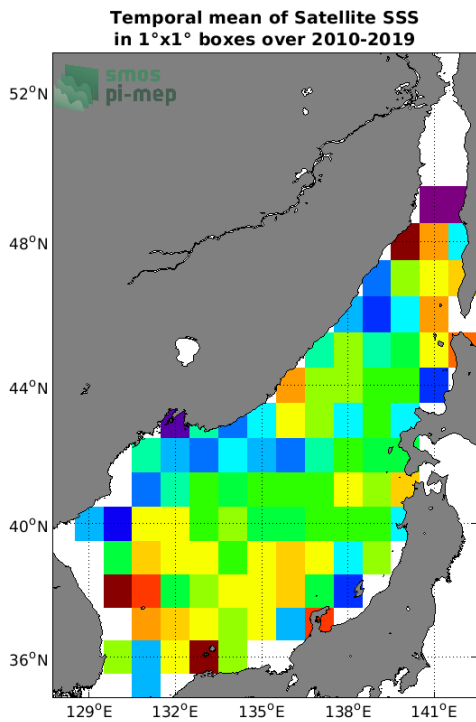 Temporal mean of Satellite SSS
in 1°x1° boxes over 2010-2019
smos
pi-mep
52°N
48°N
44°N
40°N
36°N
129°E 132°E 135°E 138°E 141°E